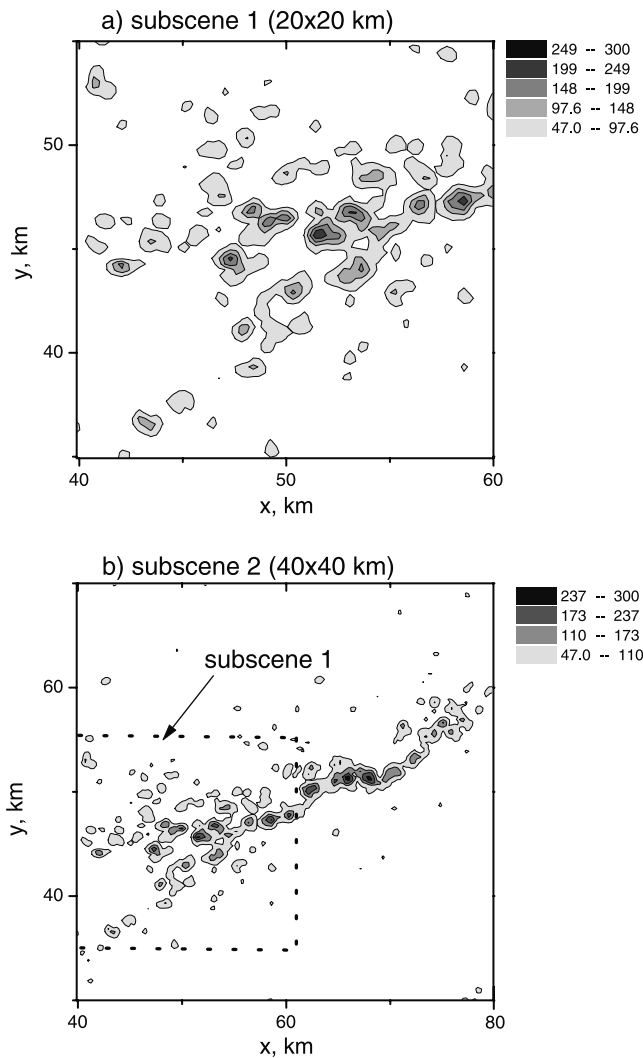 a) subscene 1 (20x20 km)
249 -- 300
199 -- 249
148 -- 199
97.6 -- 148
47.0 -- 97.6
50
40
y, km
40
50
60
x, km
b) subscene 2 (40x40 km)
237 -- 300
173 -- 237
110 -- 173
47.0 -- 110
subscene 1
60
40
y, km
40
50
60
70
80
x, km